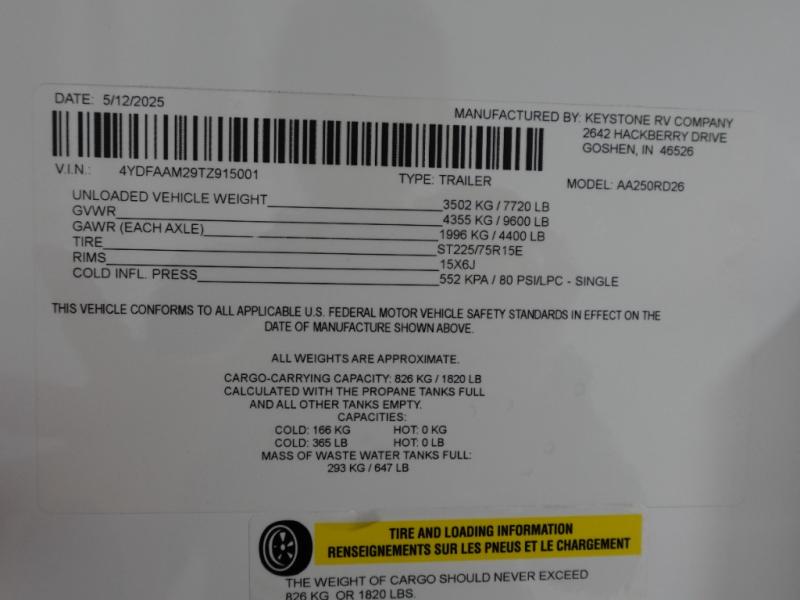 DATE: 5/12/2025
MANUFACTURED BY: KEYSTONE RV COMPANY
2642 HACKBERRY DRIVE
GOSHEN, IN 46526
V.I.N.: 4YDFAAM29TZ915001
TYPE: TRAILER
MODEL: AA250RD26
UNLOADED VEHICLE WEIGHT 3502 KG / 7720 LB
GVWR 4355 KG / 9600 LB
GAWR (EACH AXLE) 1996 KG / 4400 LB
TIRE ST225/75R15E
RIMS 15X6J
COLD INFL. PRESS 552 KPA / 80 PSI/LPC - SINGLE
THIS VEHICLE CONFORMS TO ALL APPLICABLE U.S. FEDERAL MOTOR VEHICLE SAFETY STANDARDS IN EFFECT ON THE
DATE OF MANUFACTURE SHOWN ABOVE.
ALL WEIGHTS ARE APPROXIMATE.
CARGO-CARRYING CAPACITY: 826 KG / 1820 LB
CALCULATED WITH THE PROPANE TANKS FULL
AND ALL OTHER TANKS EMPTY.
CAPACITIES:
COLD: 166 KG HOT: 0 KG
COLD: 365 LB HOT: 0 LB
MASS OF WASTE WATER TANKS FULL:
293 KG / 647 LB
TIRE AND LOADING INFORMATION
RENSEIGNEMENTS SUR LES PNEUS ET LE CHARGEMENT
THE WEIGHT OF CARGO SHOULD NEVER EXCEED
826 KG OR 1820 LBS.